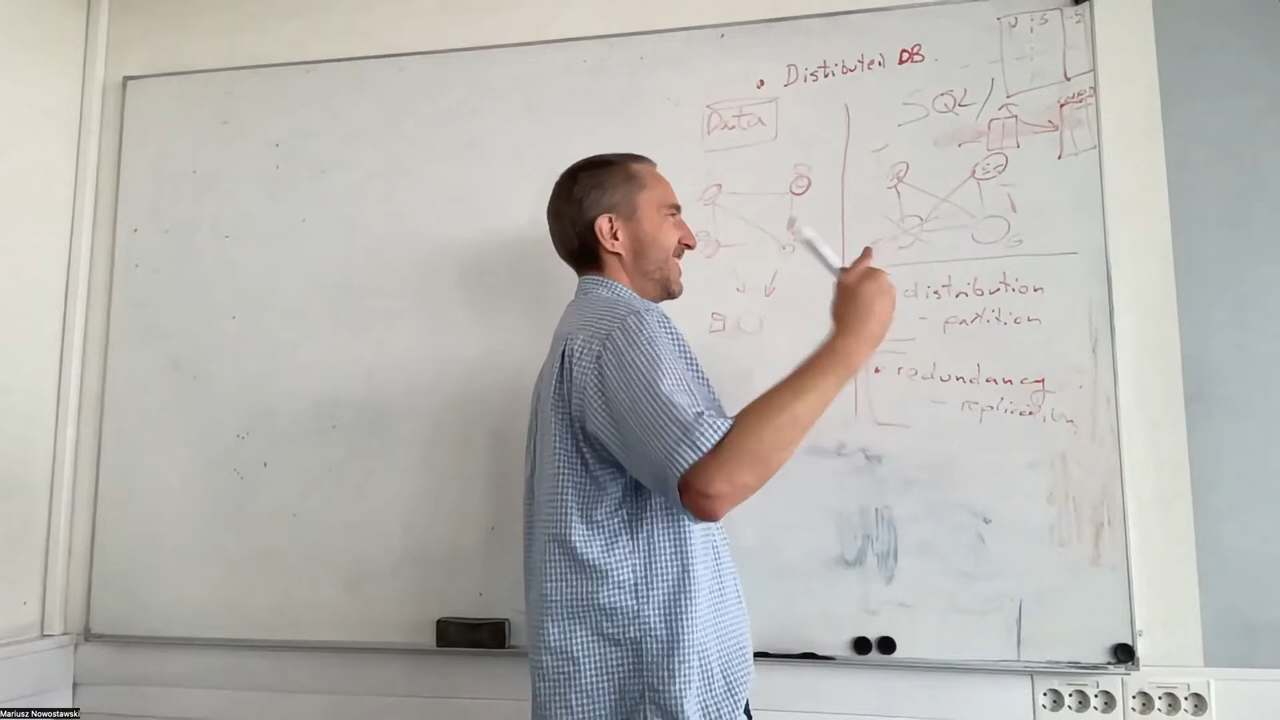 • Distributed DB.
Data
SQL/
distribution
- partition
• redundancy
- replication
Mariusz Nowostawski